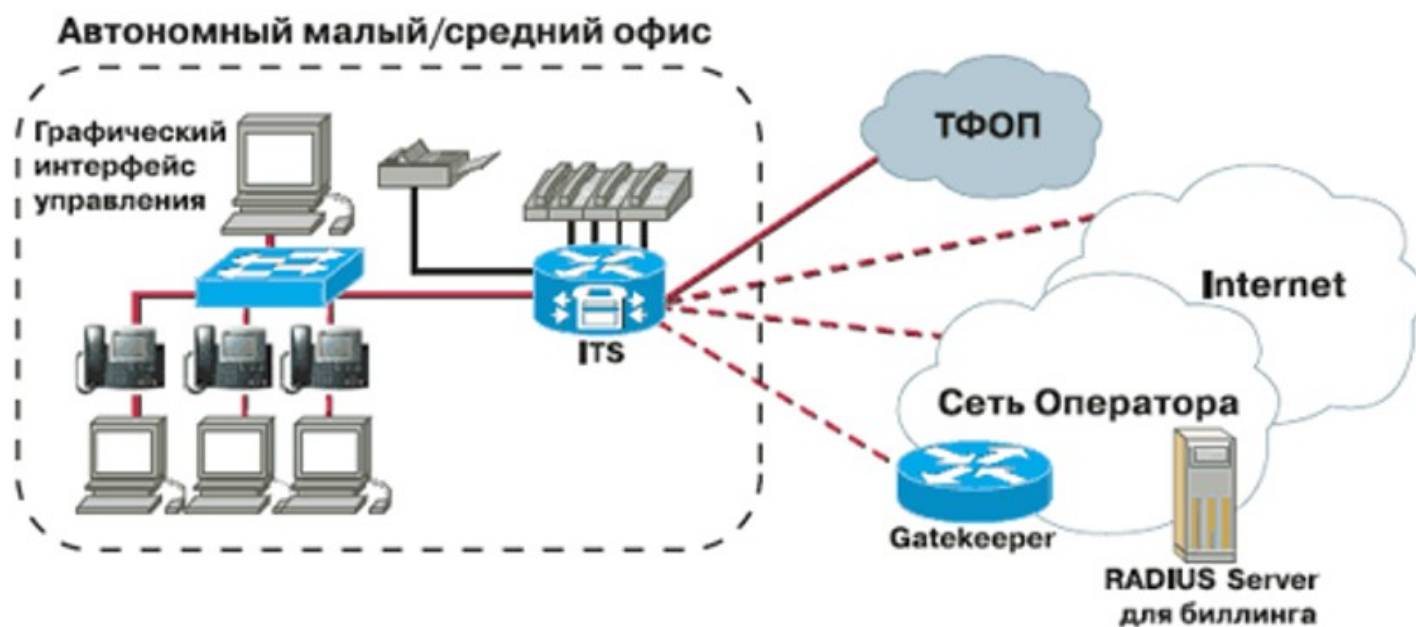 Автономный малый/средний офис
Графический
интерфейс
управления
ITS
ТФОП
Internet
Сеть Оператора
Gatekeeper
RADIUS Server
для биллинга